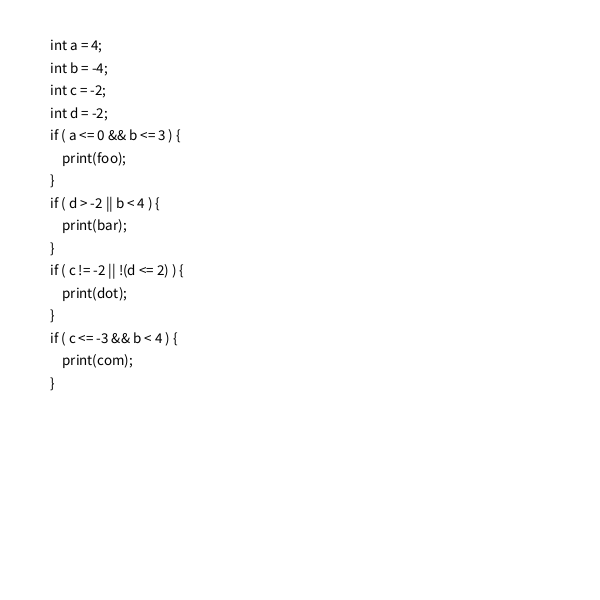 int a = 4;
int b = -4;
int c = -2;
int d = -2;
if ( a <= 0 && b <= 3 ) {
    print(foo);
}
if ( d > -2 || b < 4 ) {
    print(bar);
}
if ( c != -2 || !(d <= 2) ) {
    print(dot);
}
if ( c <= -3 && b < 4 ) {
    print(com);
}